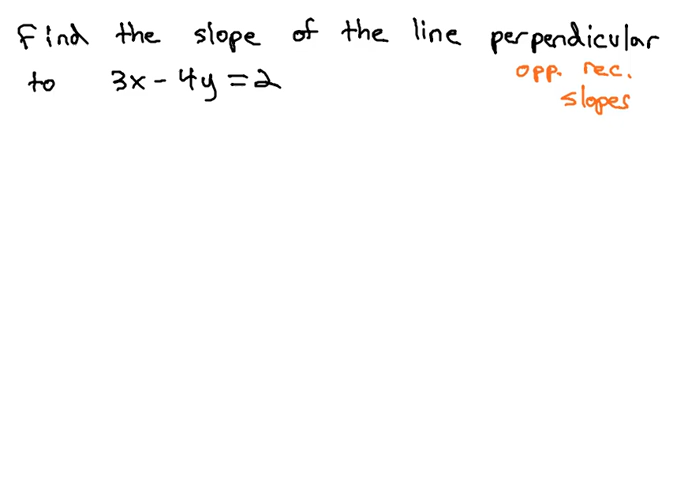 Find the slope of the line perpendicular
to 3x - 4y = 2
opp. rec.
slopes